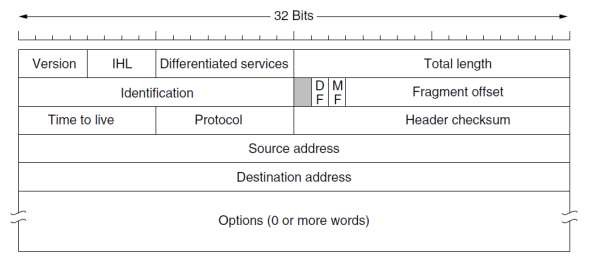 32 Bits
Version IHL Differentiated services Total length
Identification D F M F Fragment offset
Time to live Protocol Header checksum
Source address
Destination address
Options (0 or more words)